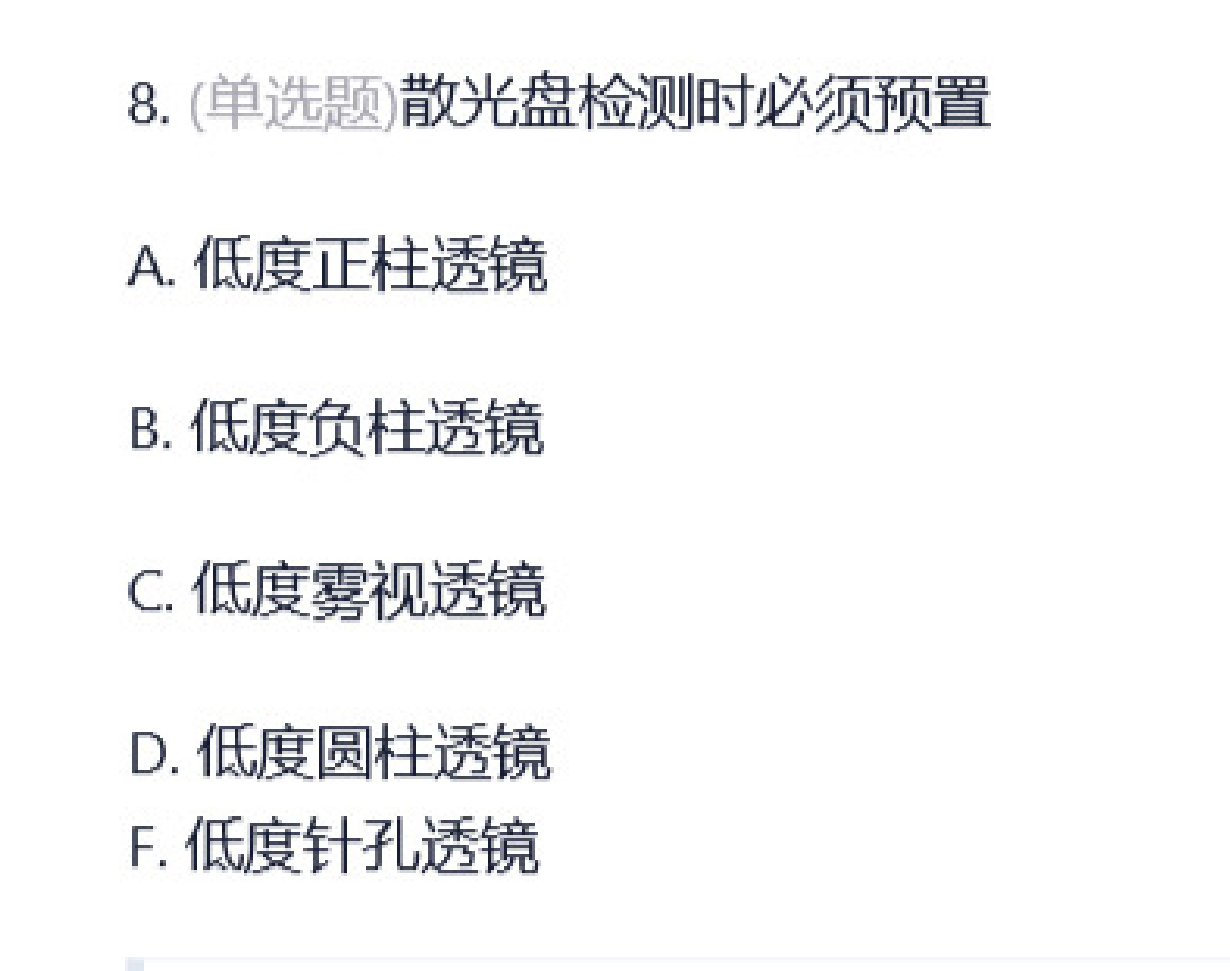 8. (单选题)散光盘检测时必须预置
A. 低度正柱透镜
B. 低度负柱透镜
C. 低度雾视透镜
D. 低度圆柱透镜
F. 低度针孔透镜